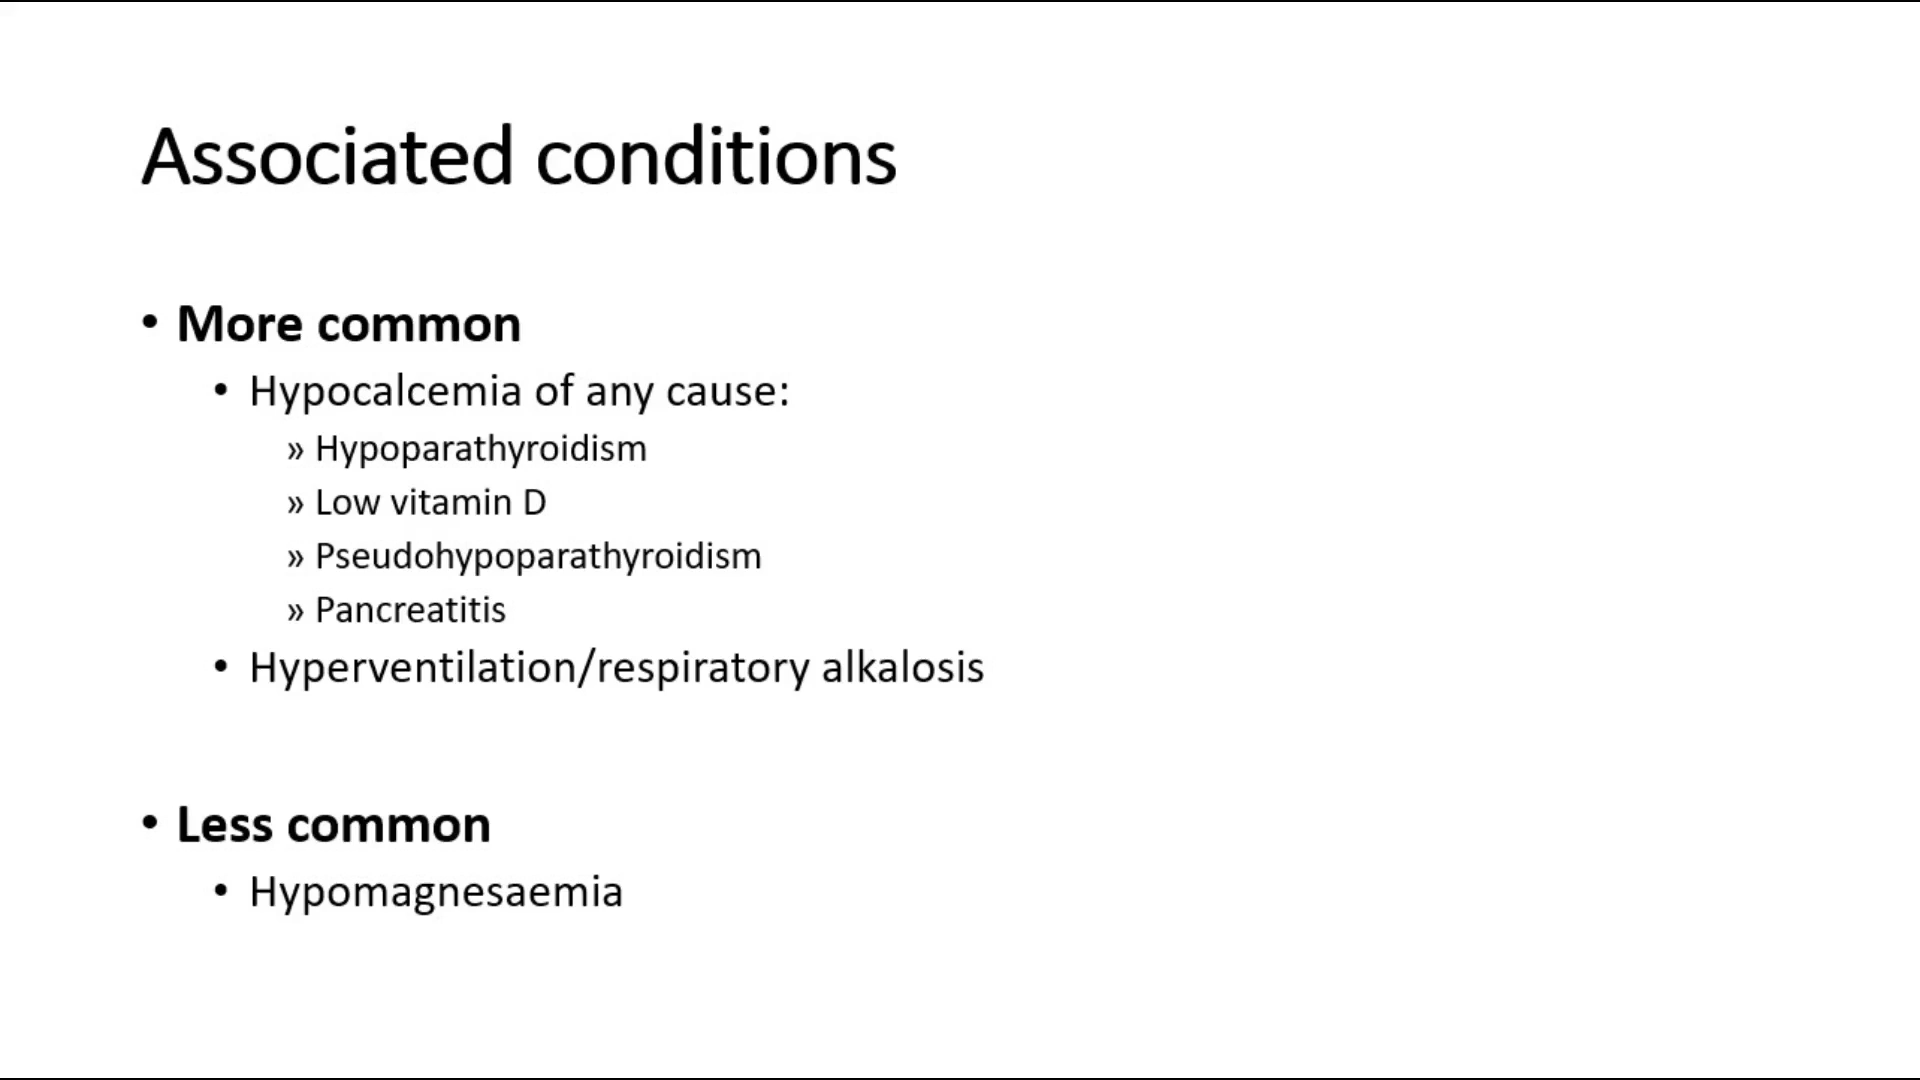 Associated conditions
• More common
• Hypocalcemia of any cause:
» Hypoparathyroidism
» Low vitamin D
» Pseudohypoparathyroidism
» Pancreatitis
• Hyperventilation/respiratory alkalosis
• Less common
• Hypomagnesaemia